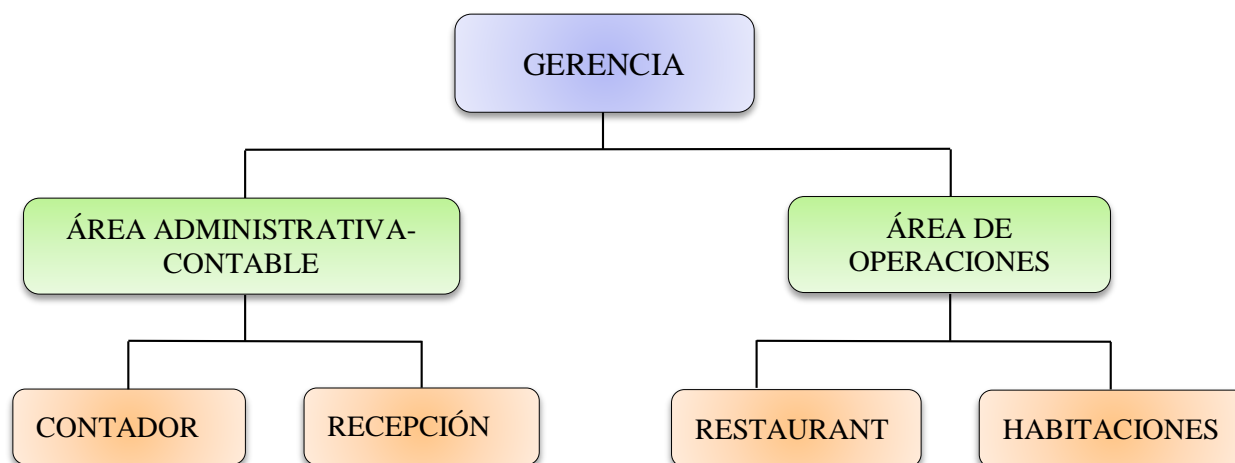 GERENCIA
ÁREA ADMINISTRATIVA-
CONTABLE
ÁREA DE
OPERACIONES
CONTADOR
RECEPCIÓN
RESTAURANT
HABITACIONES